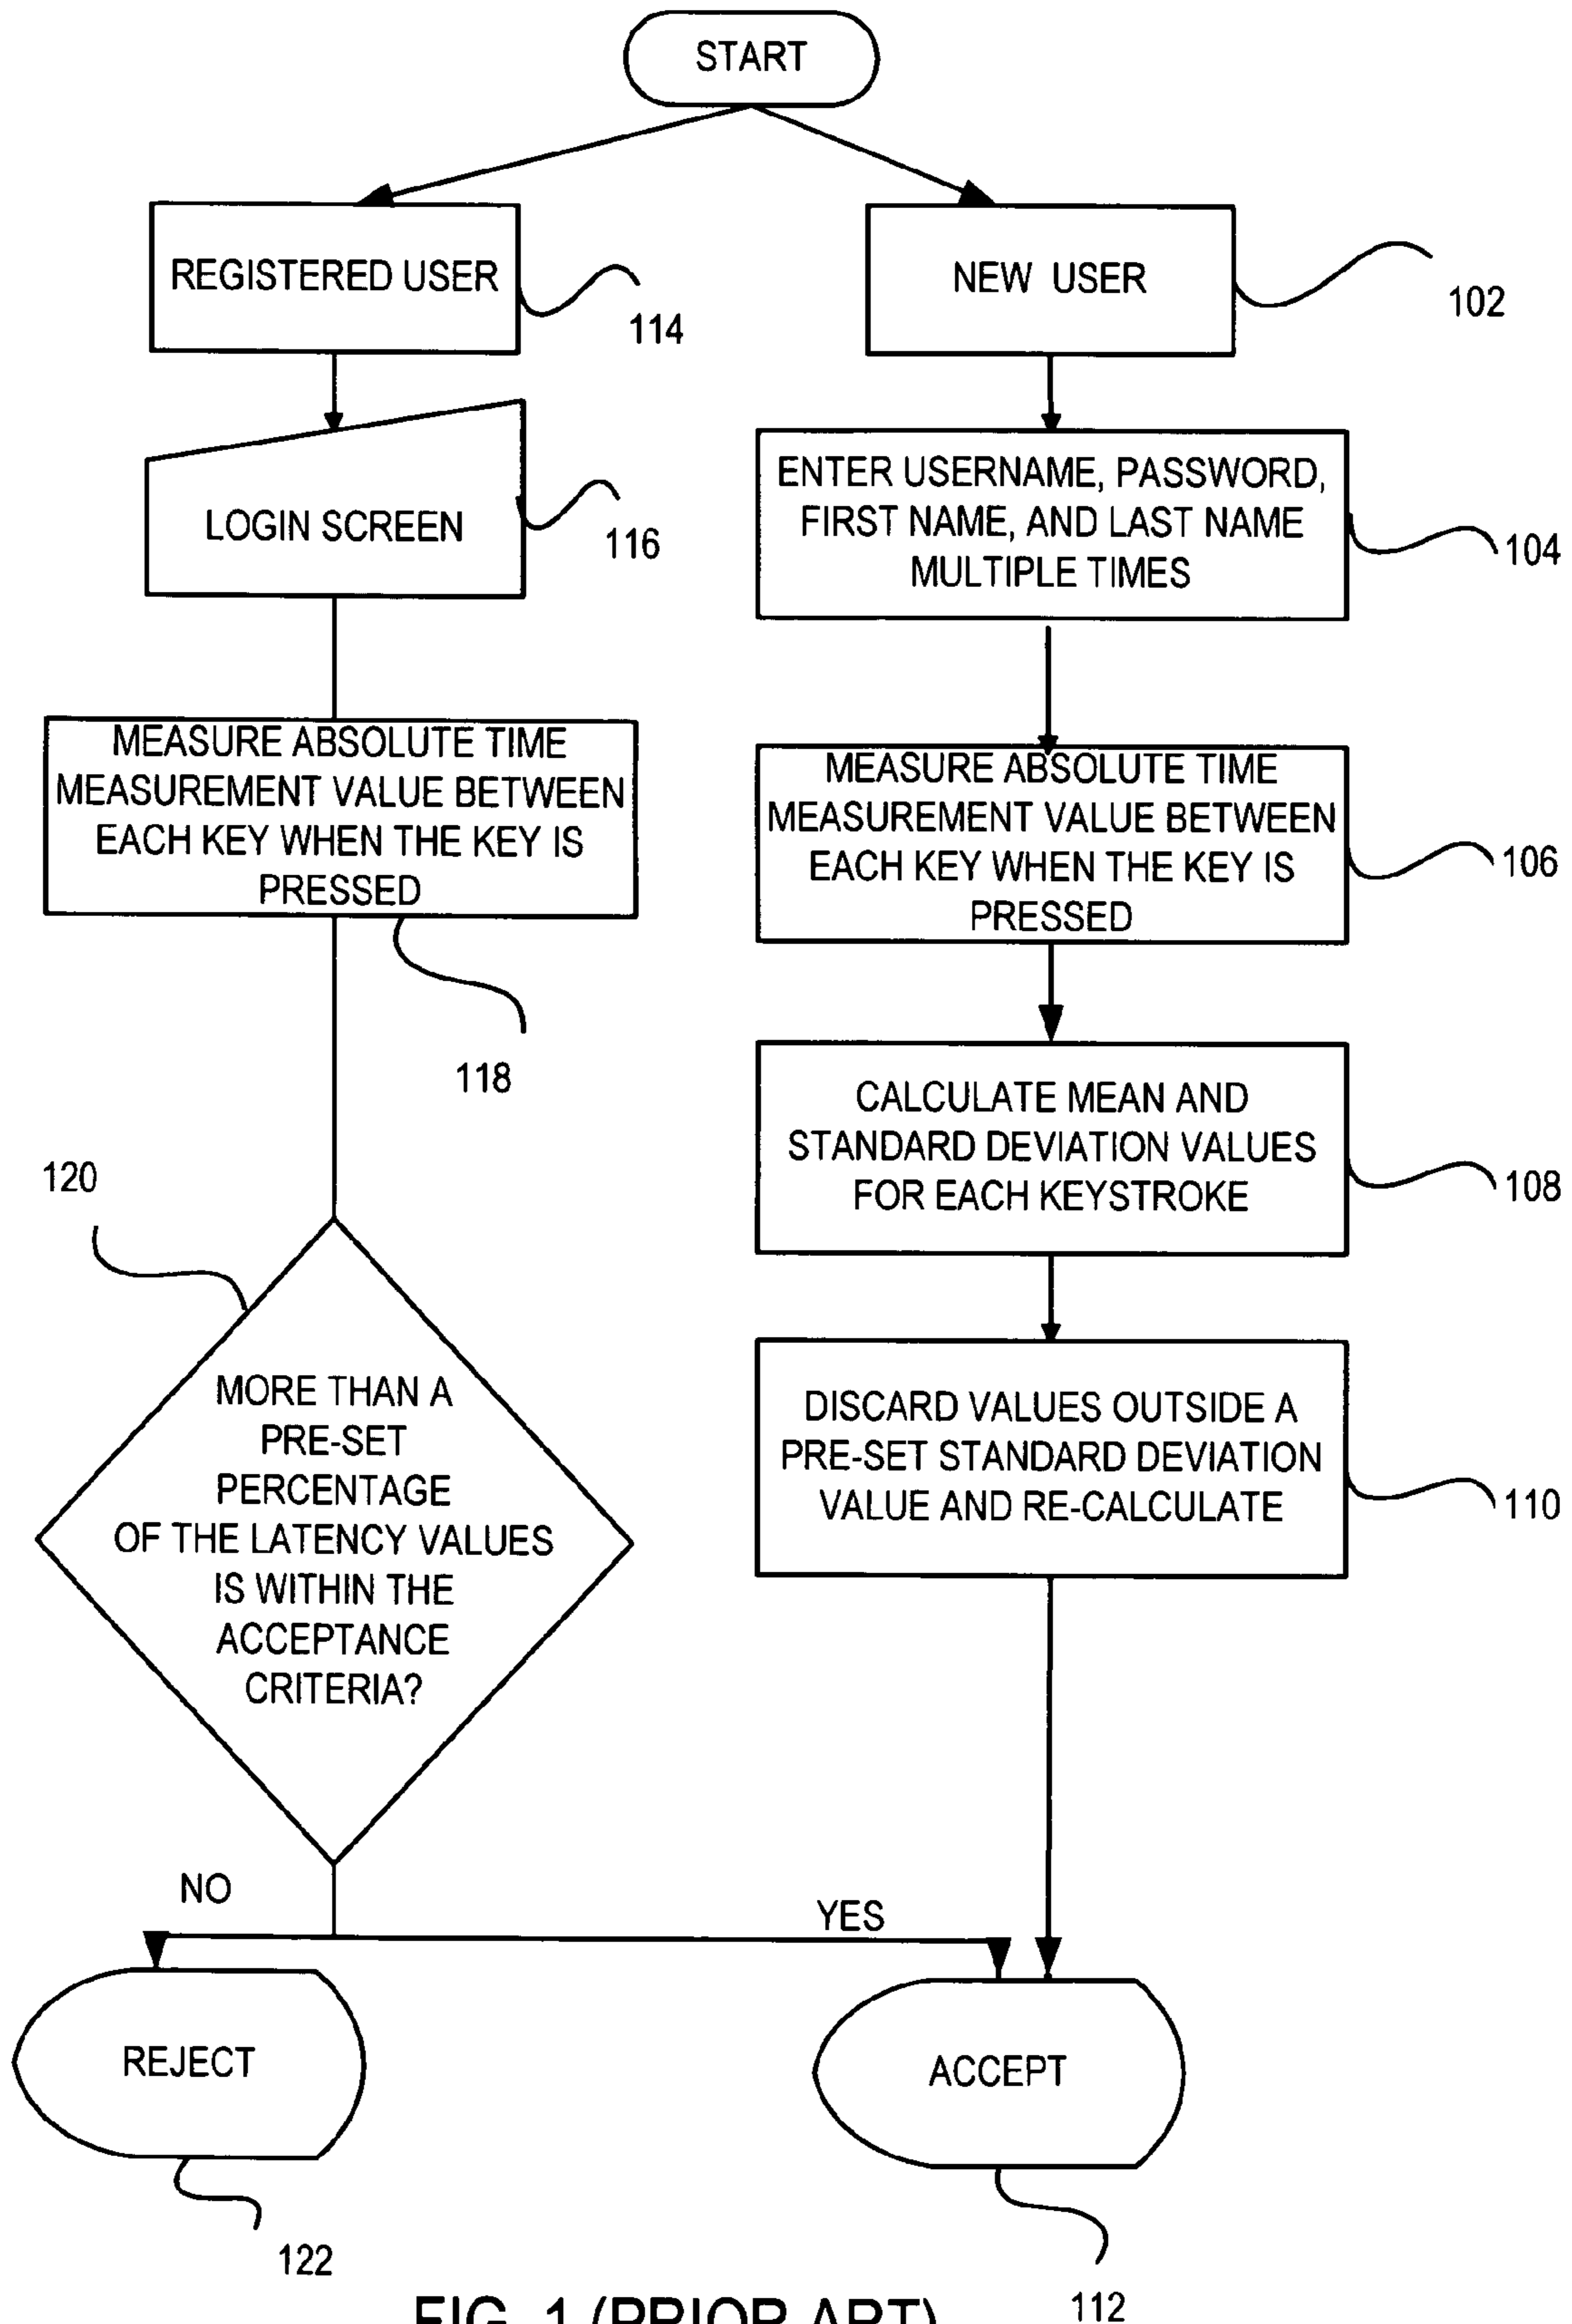 START
REGISTERED USER
114
NEW USER
102
LOGIN SCREEN
116
ENTER USERNAME, PASSWORD,
FIRST NAME, AND LAST NAME
MULTIPLE TIMES
104
MEASURE ABSOLUTE TIME
MEASUREMENT VALUE BETWEEN
EACH KEY WHEN THE KEY IS
PRESSED
118
MEASURE ABSOLUTE TIME
MEASUREMENT VALUE BETWEEN
EACH KEY WHEN THE KEY IS
PRESSED
106
CALCULATE MEAN AND
STANDARD DEVIATION VALUES
FOR EACH KEYSTROKE
108
120
MORE THAN A
PRE-SET
PERCENTAGE
OF THE LATENCY VALUES
IS WITHIN THE
ACCEPTANCE
CRITERIA?
DISCARD VALUES OUTSIDE A
PRE-SET STANDARD DEVIATION
VALUE AND RE-CALCULATE
110
NO
YES
REJECT
122
ACCEPT
112
FIG. 1 (PRIOR ART)